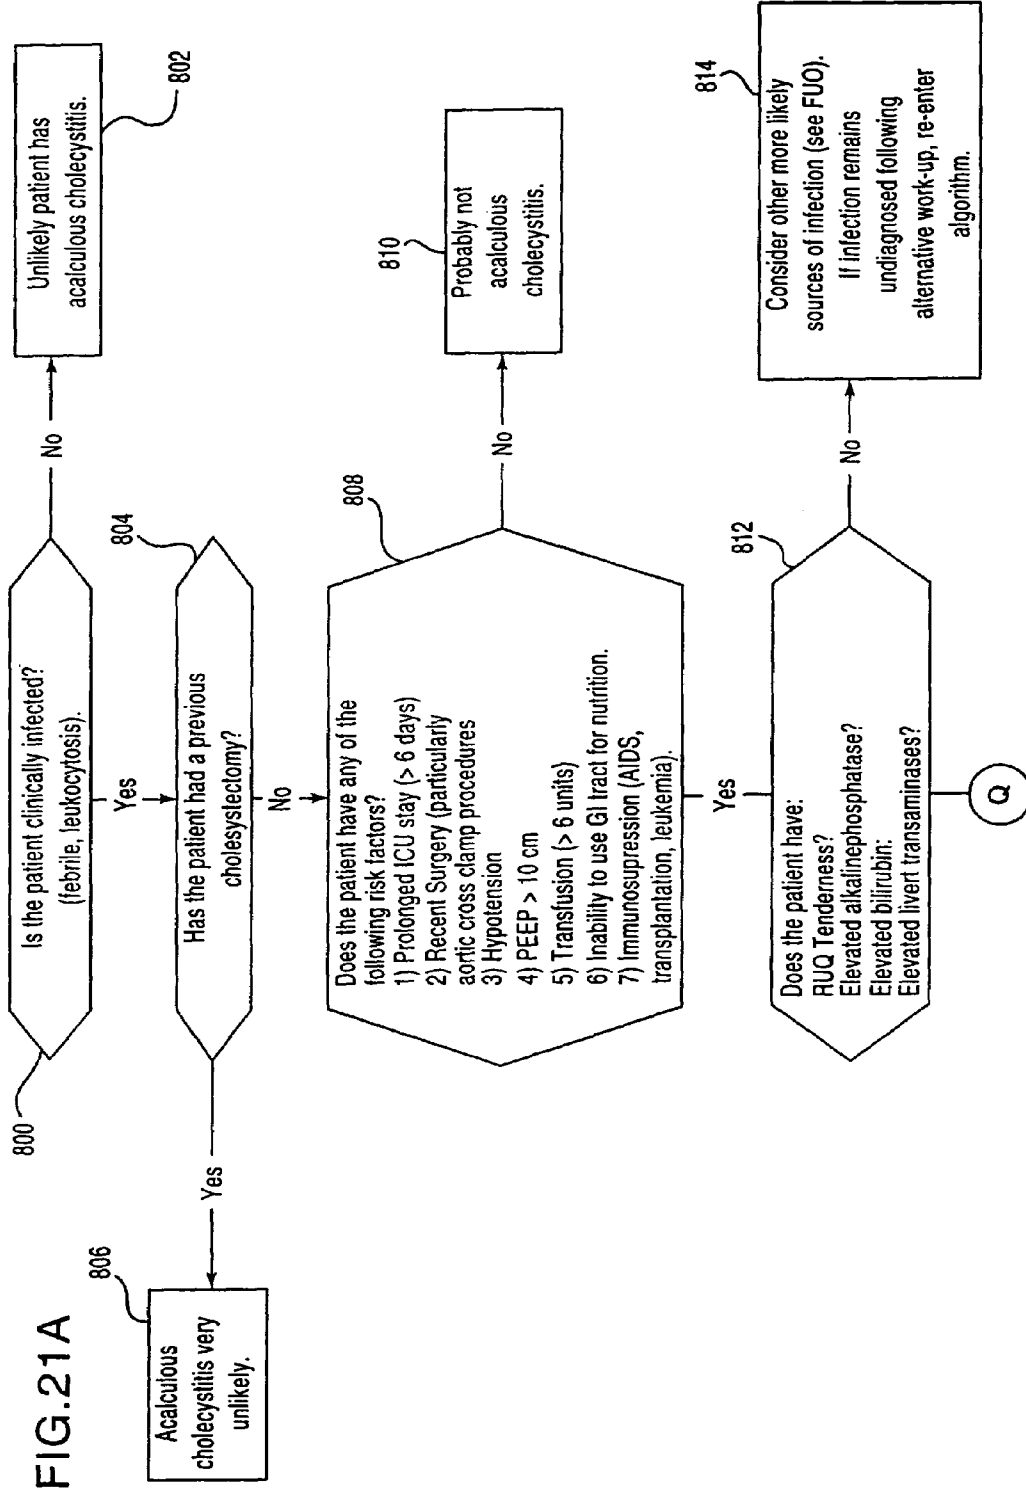 FIG.21A
800
Is the patient clinically infected?
(febrile, leukocytosis).
No
Unlikely patient has
acalculous cholecystitis.
802
Yes
804
Has the patient had a previous
cholesystectomy?
Yes
806
Acalculous
cholecystitis very
unlikely.
No
808
Does the patient have any of the
following risk factors?
1) Prolonged ICU stay (> 6 days)
2) Recent Surgery (particularly
aortic cross clamp procedures
3) Hypotension
4) PEEP > 10 cm
5) Transfusion (> 6 units)
6) Inability to use GI tract for nutrition.
7) Immunosupression (AIDS,
transplantation, leukemia).
No
810
Probably not
acalculous
cholecystitis.
Yes
812
Does the patient have:
RUQ Tenderness?
Elevated alkalinephosphatase?
Elevated bilirubin:
Elevated livert transaminases?
No
814
Consider other more likely
sources of infection (see FUO).
If infection remains
undiagnosed following
alternative work-up, re-enter
algorithm.
Q